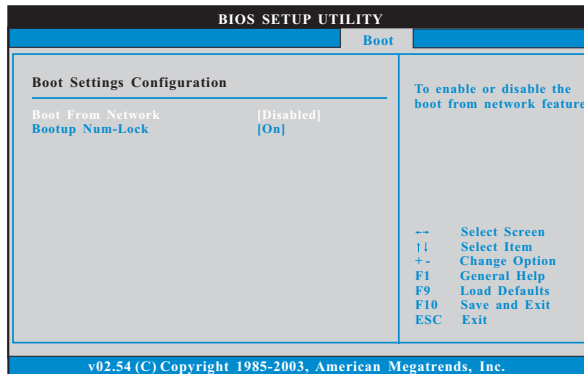 BIOS SETUP UTILITY
Boot
Boot Settings Configuration
Boot From Network [Disabled]
Bootup Num-Lock [On]
To enable or disable the
boot from network feature
←→ Select Screen
↑↓ Select Item
+- Change Option
F1 General Help
F9 Load Defaults
F10 Save and Exit
ESC Exit
v02.54 (C) Copyright 1985-2003, American Megatrends, Inc.